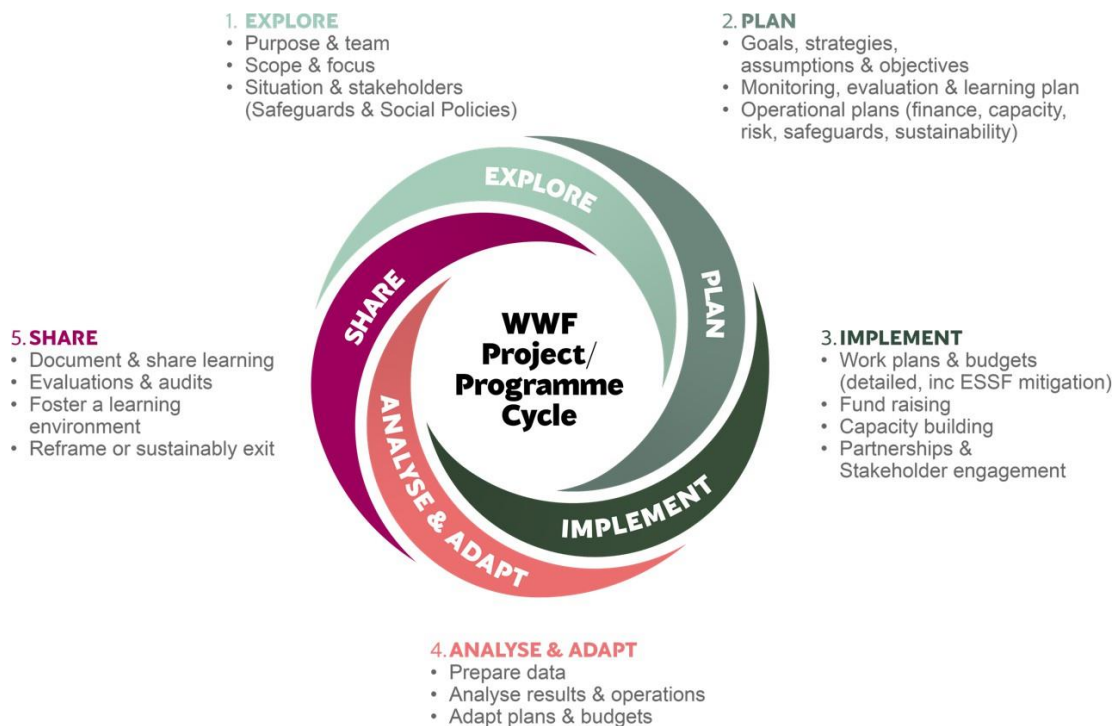 1. EXPLORE
• Purpose & team
• Scope & focus
• Situation & stakeholders
(Safeguards & Social Policies)
2. PLAN
• Goals, strategies,
assumptions & objectives
• Monitoring, evaluation & learning plan
• Operational plans (finance, capacity,
risk, safeguards, sustainability)
EXPLORE
PLAN
IMPLEMENT
ANALYSE & ADAPT
SHARE
WWF
Project/
Programme
Cycle
3. IMPLEMENT
• Work plans & budgets
(detailed, inc ESSF mitigation)
• Fund raising
• Capacity building
• Partnerships &
Stakeholder engagement
4. ANALYSE & ADAPT
• Prepare data
• Analyse results & operations
• Adapt plans & budgets
5. SHARE
• Document & share learning
• Evaluations & audits
• Foster a learning
environment
• Reframe or sustainably exit